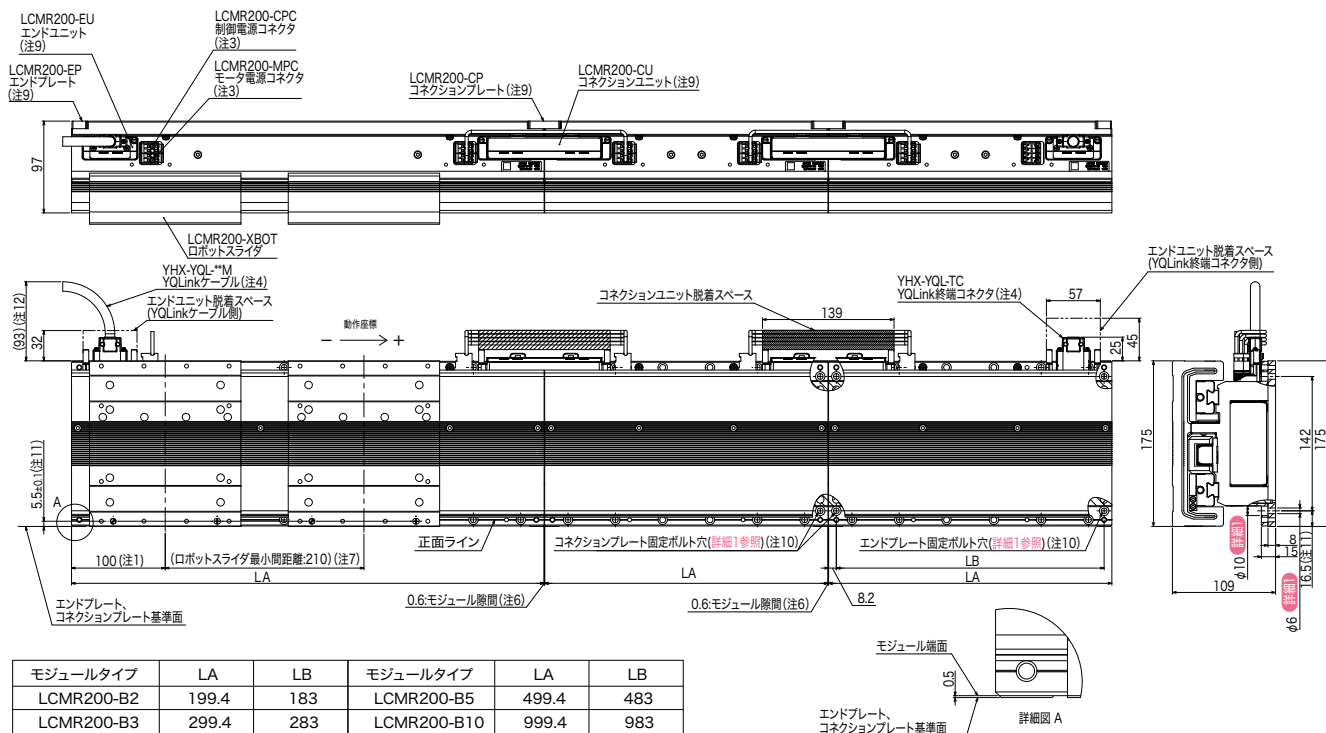 LCMR200-EU
エンドユニット
(注9)
LCMR200-CPC
制御電源コネクタ
(注3)
LCMR200-EP
エンドプレート
(注9)
LCMR200-MPC
モータ電源コネクタ
(注3)
LCMR200-CP
コネクションプレート(注9)
LCMR200-CU
コネクションユニット(注9)
97
LCMR200-XBOT
ロボットスライダ
YHX-YQL-**M
YQLinkケーブル(注4)
エンドユニット脱着スペース
(YQLinkケーブル側)
動作座標
− +
コネクションユニット脱着スペース
139
YHX-YQL-TC
YQLink終端コネクタ(注4)
エンドユニット脱着スペース
(YQLink終端コネクタ側)
57
(93)(注12)
32
25
45
5.5±0.1(注11)
A
175
142
175
正面ライン
コネクションプレート固定ボルト穴(詳細1参照)(注10)
エンドプレート固定ボルト穴(詳細1参照)(注10)
100(注1)
(ロボットスライダ最小間距離:210)(注7)
LB
LA
LA
LA
0.6:モジュール隙間(注6)
0.6:モジュール隙間(注6)
8.2
エンドプレート、
コネクションプレート基準面
109
φ10
詳細1
8
15
16.5(注11)
詳細1
φ6
モジュールタイプ LA LB モジュールタイプ LA LB
LCMR200-B2 199.4 183 LCMR200-B5 499.4 483
LCMR200-B3 299.4 283 LCMR200-B10 999.4 983
モジュール端面
0.5
エンドプレート、
コネクションプレート基準面
詳細図 A